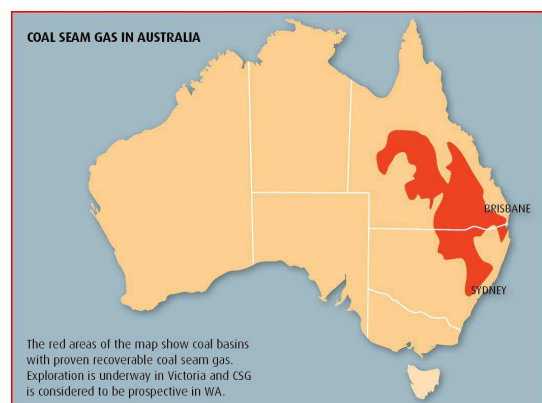 COAL SEAM GAS IN AUSTRALIA
BRISBANE
SYDNEY
The red areas of the map show coal basins
with proven recoverable coal seam gas.
Exploration is underway in Victoria and CSG
is considered to be prospective in WA.